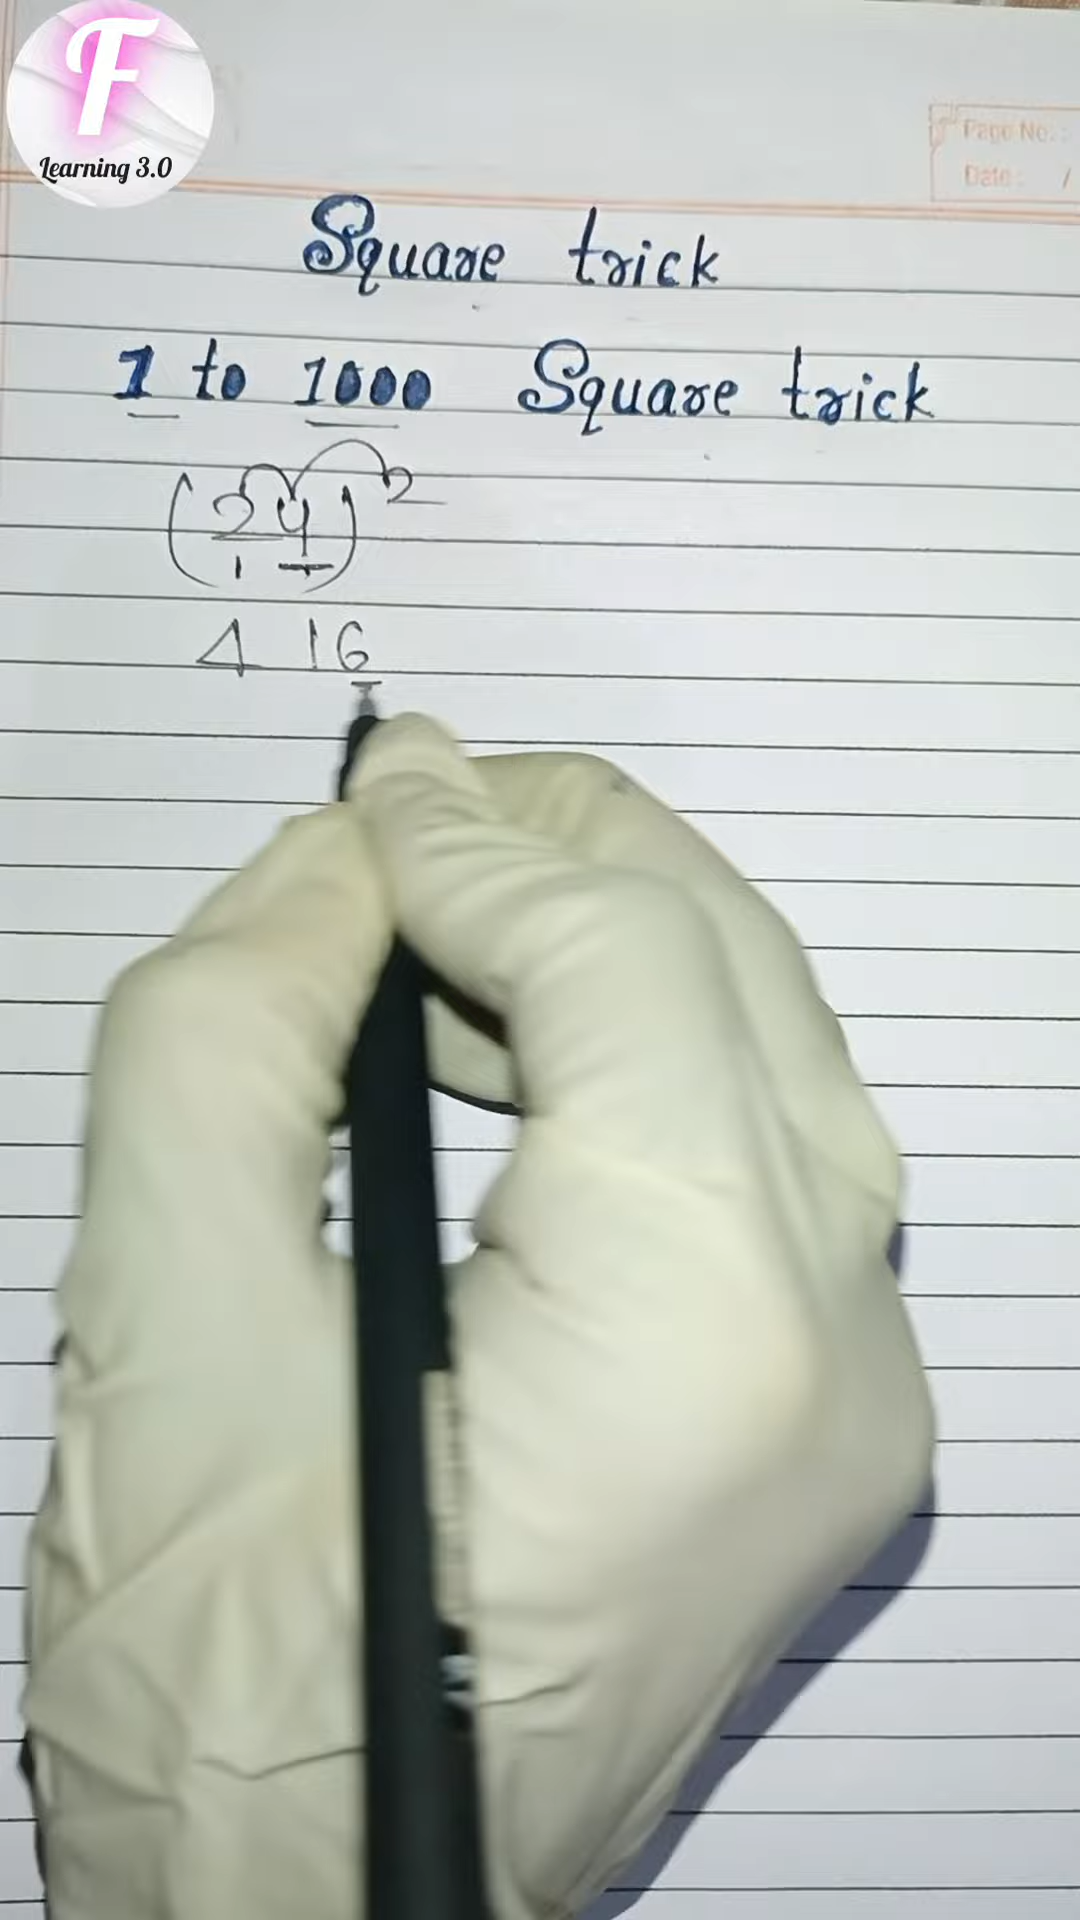 F
Learning 3.0
Page No. :
Date : /
Square trick
1 to 1000 Square trick
(24)2
4 16